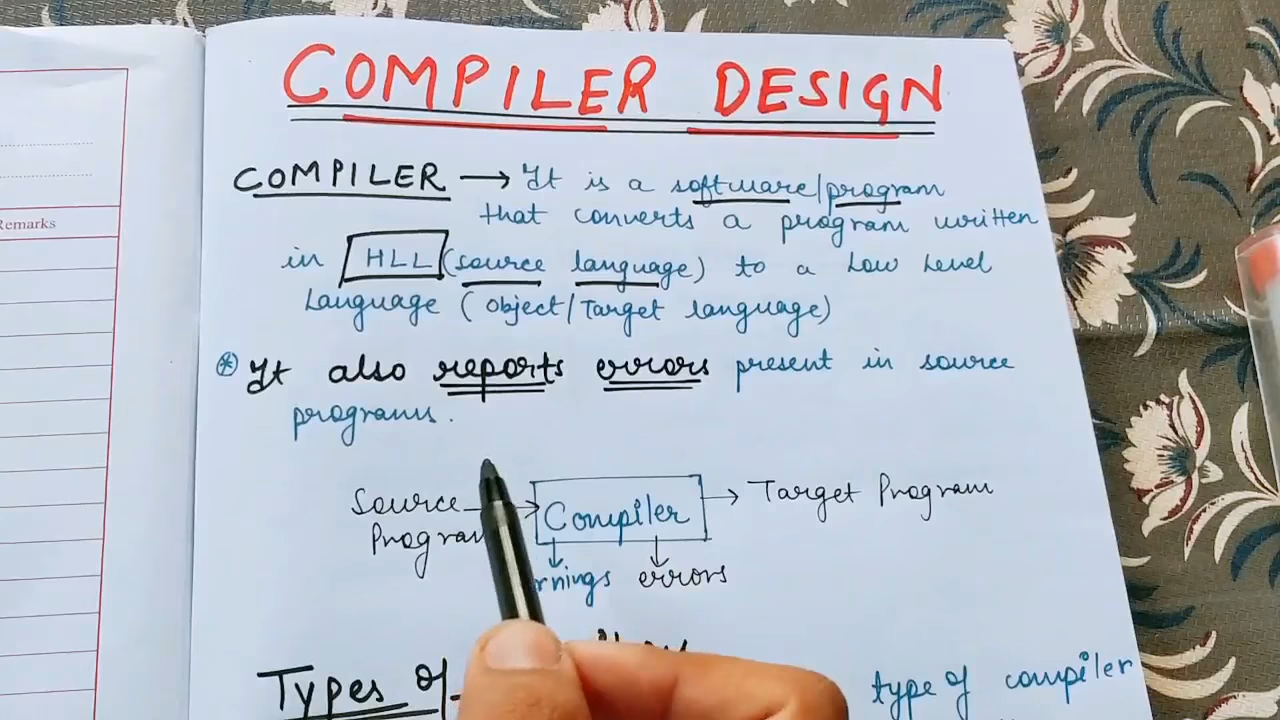 COMPILER DESIGN
Remarks
COMPILER → It is a software/program
that converts a program written
in HLL (source language) to a Low Level
Language (Object/Target language)
* It also reports errors present in source
programs.
Source → Compiler → Target Program
Program
errors
Types of
type of compiler